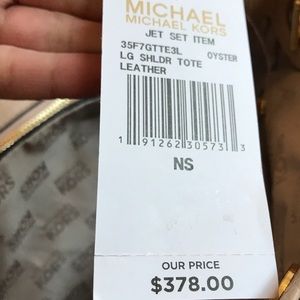 MICHAEL
MICHAEL KORS
JET SET ITEM
35F7GTTE3L OYSTER
LG SHLDR TOTE
LEATHER
1 91262 30573 3
NS
OUR PRICE
$378.00